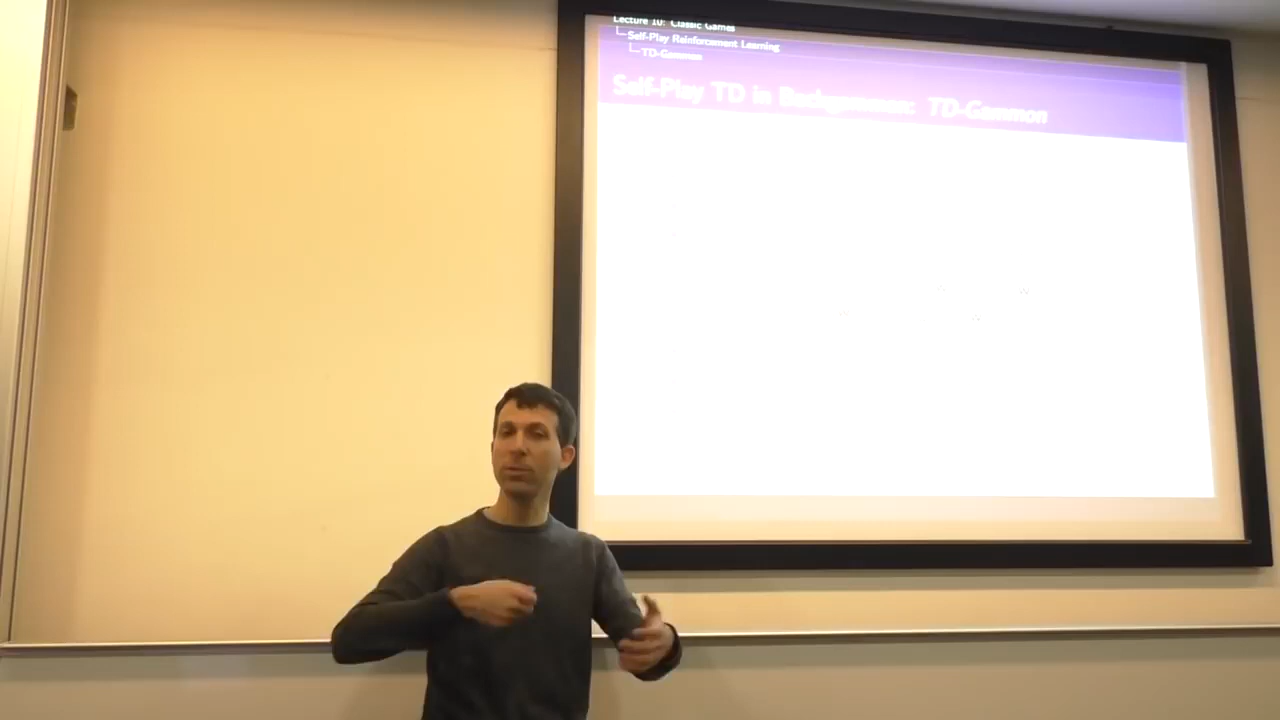 Lecture 10: Classic Games
Self-Play Reinforcement Learning
TD-Gammon
Self-Play TD in Backgammon: TD-Gammon